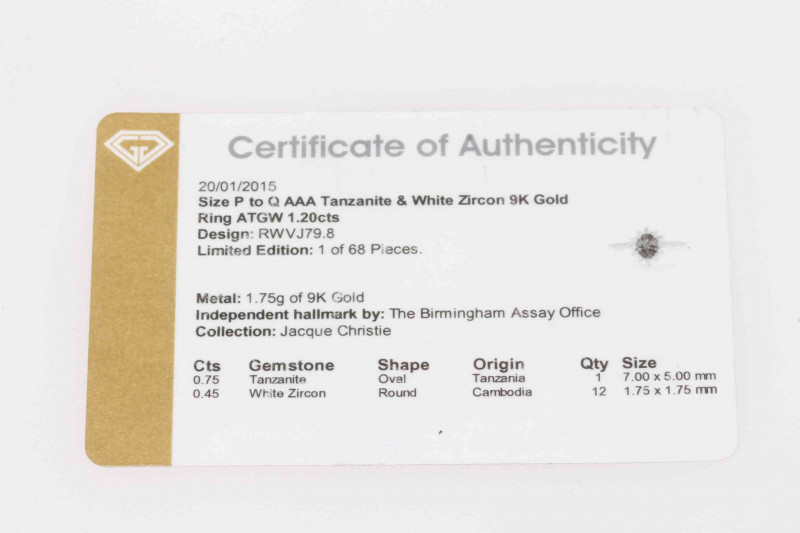 Certificate of Authenticity
20/01/2015
Size P to Q AAA Tanzanite & White Zircon 9K Gold
Ring ATGW 1.20cts
Design: RWVJ79.8
Limited Edition: 1 of 68 Pieces.
Metal: 1.75g of 9K Gold
Independent hallmark by: The Birmingham Assay Office
Collection: Jacque Christie
Cts Gemstone Shape Origin Qty Size
0.75 Tanzanite Oval Tanzania 1 7.00 x 5.00 mm
0.45 White Zircon Round Cambodia 12 1.75 x 1.75 mm